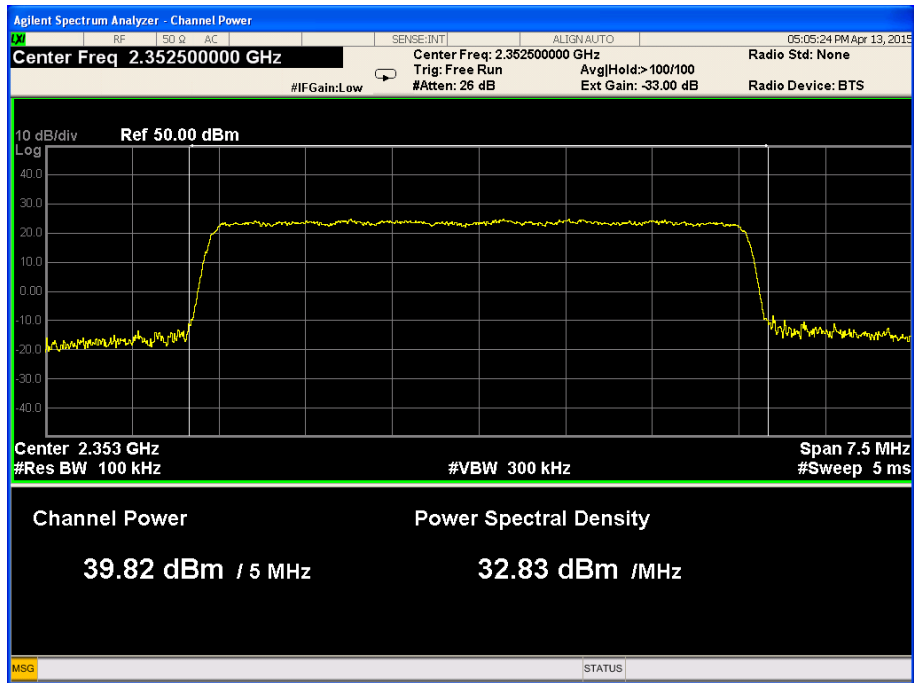 Agilent Spectrum Analyzer - Channel Power
LXI RF 50 Ω AC SENSE:INT ALIGN AUTO 05:05:24 PM Apr 13, 2015
Center Freq 2.352500000 GHz
Center Freq: 2.352500000 GHz
Radio Std: None
Trig: Free Run
Avg|Hold:>100/100
#IFGain:Low
#Atten: 26 dB
Ext Gain: -33.00 dB
Radio Device: BTS
10 dB/div Ref 50.00 dBm
Log
40.0
30.0
20.0
10.0
0.00
-10.0
-20.0
-30.0
-40.0
Center 2.353 GHz Span 7.5 MHz
#Res BW 100 kHz #VBW 300 kHz #Sweep 5 ms
Channel Power Power Spectral Density
39.82 dBm / 5 MHz 32.83 dBm /MHz
MSG STATUS